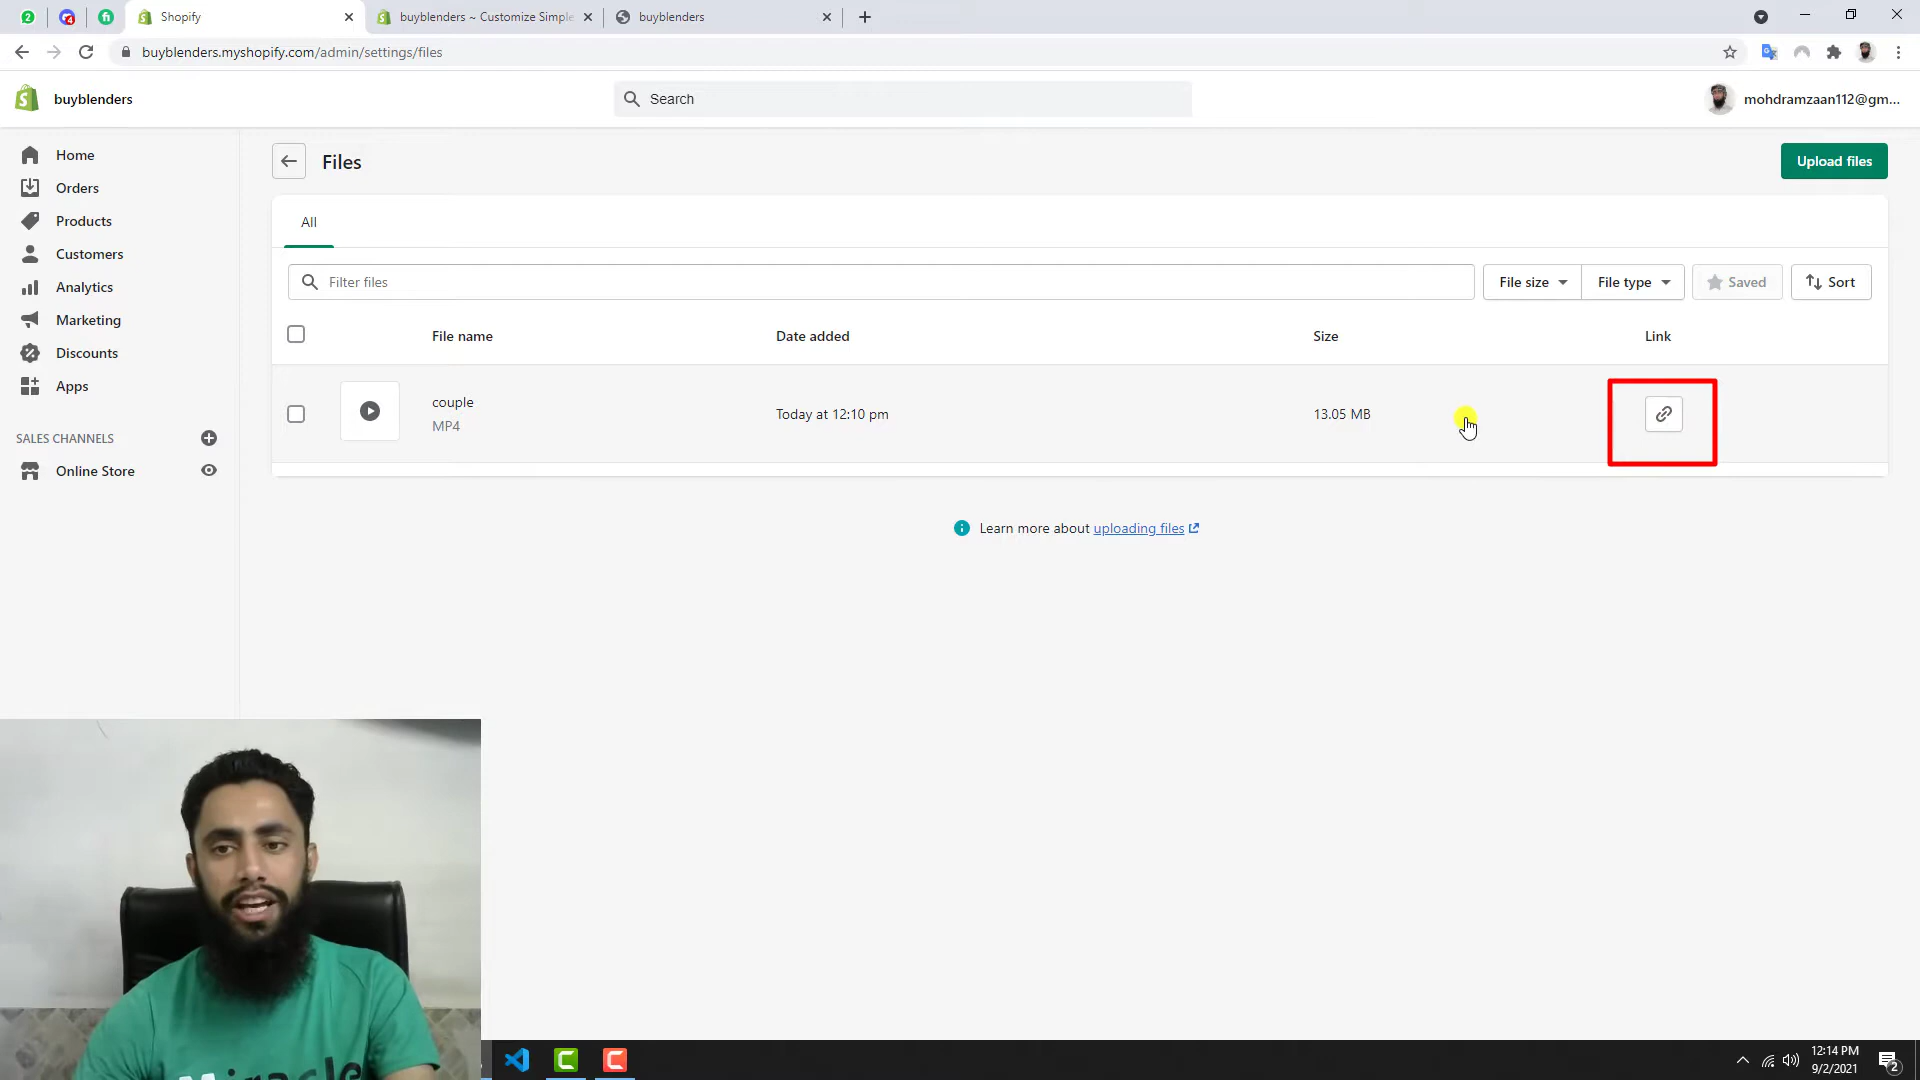 Shopify
buyblenders ~ Customize Simple
buyblenders
buyblenders.myshopify.com/admin/settings/files
buyblenders
Search
mohdramzaan112@gm...
Home
Orders
Products
Customers
Analytics
Marketing
Discounts
Apps
SALES CHANNELS
Online Store
Files
Upload files
All
Filter files
File size
File type
Saved
Sort
File name
Date added
Size
Link
couple
MP4
Today at 12:10 pm
13.05 MB
Learn more about uploading files
Miracle
12:14 PM
9/2/2021
2